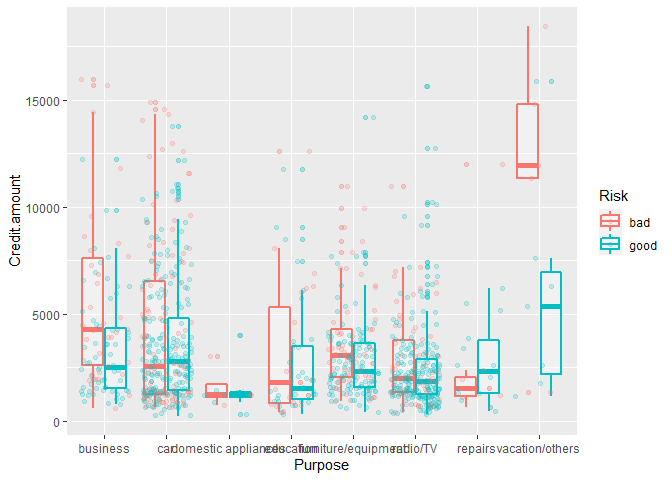 Credit.amount
15000
10000
5000
0
business
car
domestic appliances
education
furniture/equipment
radio/TV
repairs
vacation/others
Purpose
Risk
bad
good